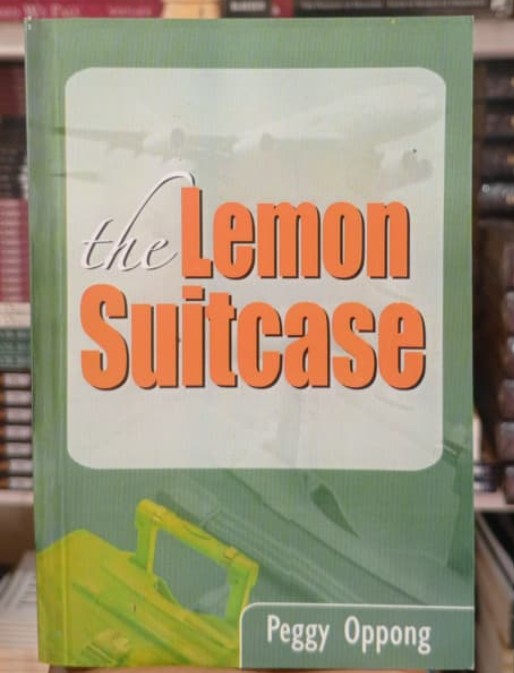 the Lemon
Suitcase
Peggy Oppong